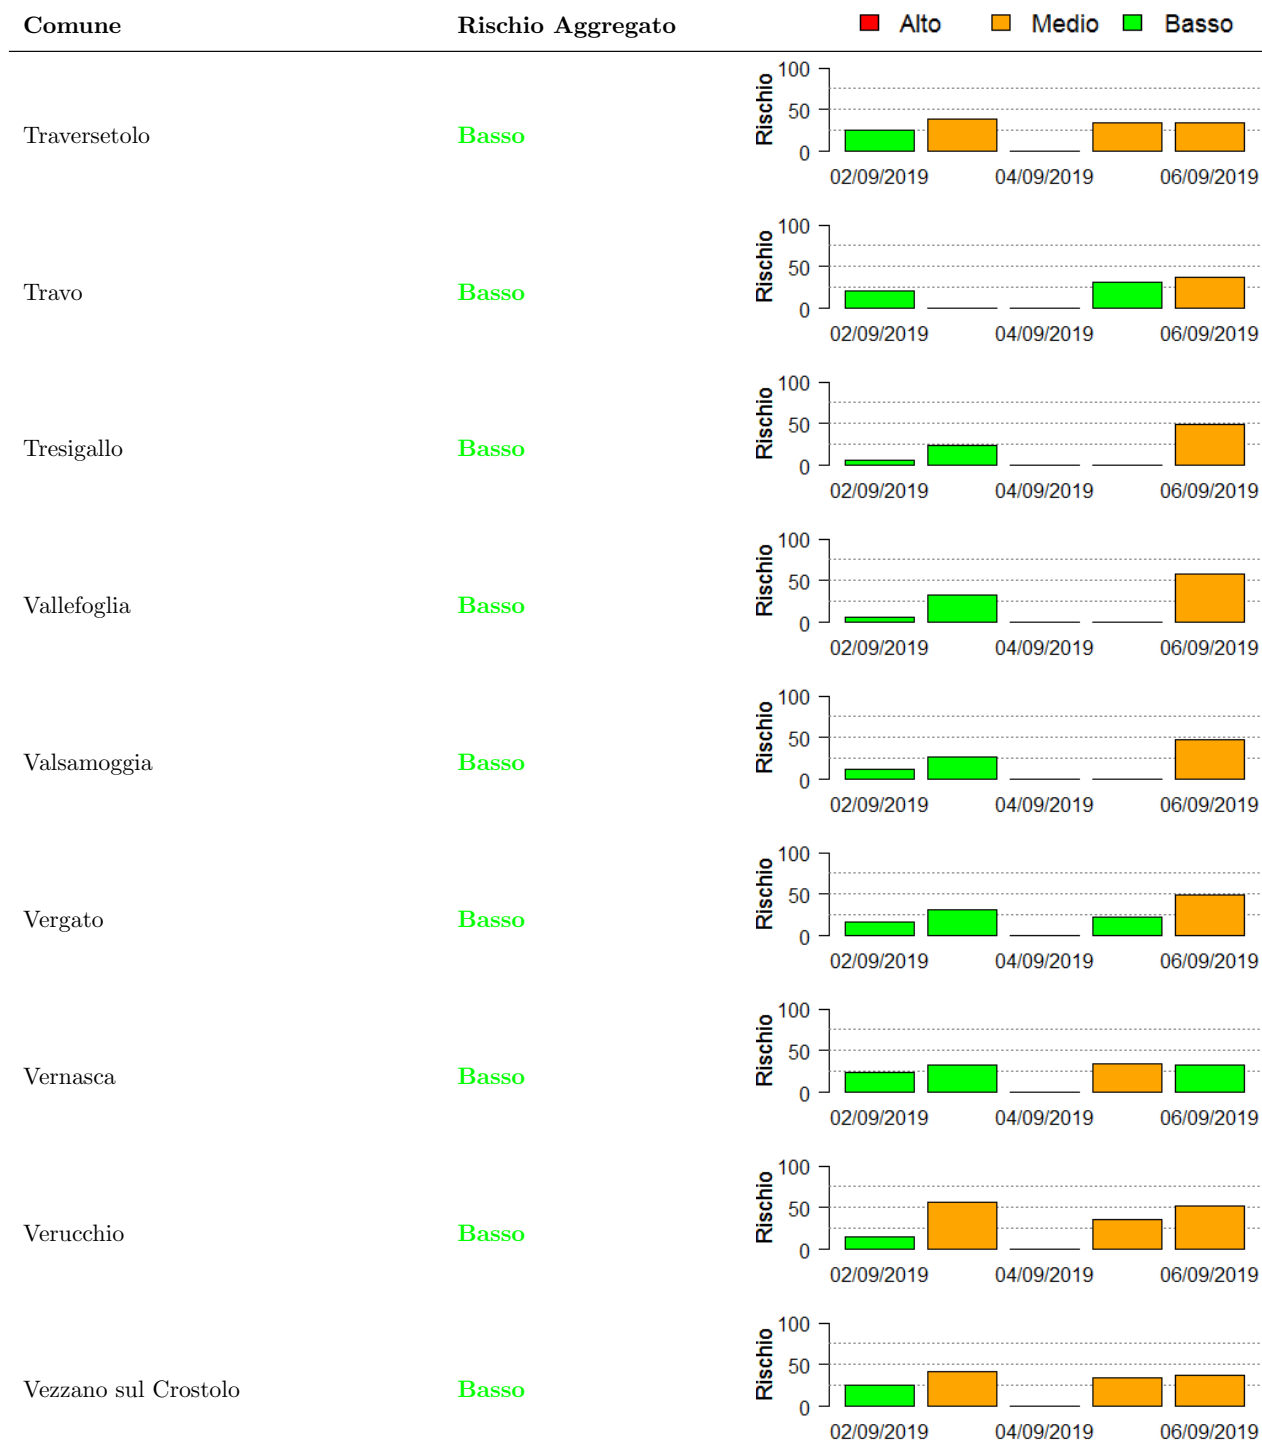 Comune Rischio Aggregato Alto Medio Basso
Traversetolo Basso Rischio 100 50 0
02/09/2019 04/09/2019 06/09/2019
Travo Basso Rischio 100 50 0
02/09/2019 04/09/2019 06/09/2019
Tresigallo Basso Rischio 100 50 0
02/09/2019 04/09/2019 06/09/2019
Vallefoglia Basso Rischio 100 50 0
02/09/2019 04/09/2019 06/09/2019
Valsamoggia Basso Rischio 100 50 0
02/09/2019 04/09/2019 06/09/2019
Vergato Basso Rischio 100 50 0
02/09/2019 04/09/2019 06/09/2019
Vernasca Basso Rischio 100 50 0
02/09/2019 04/09/2019 06/09/2019
Verucchio Basso Rischio 100 50 0
02/09/2019 04/09/2019 06/09/2019
Vezzano sul Crostolo Basso Rischio 100 50 0
02/09/2019 04/09/2019 06/09/2019